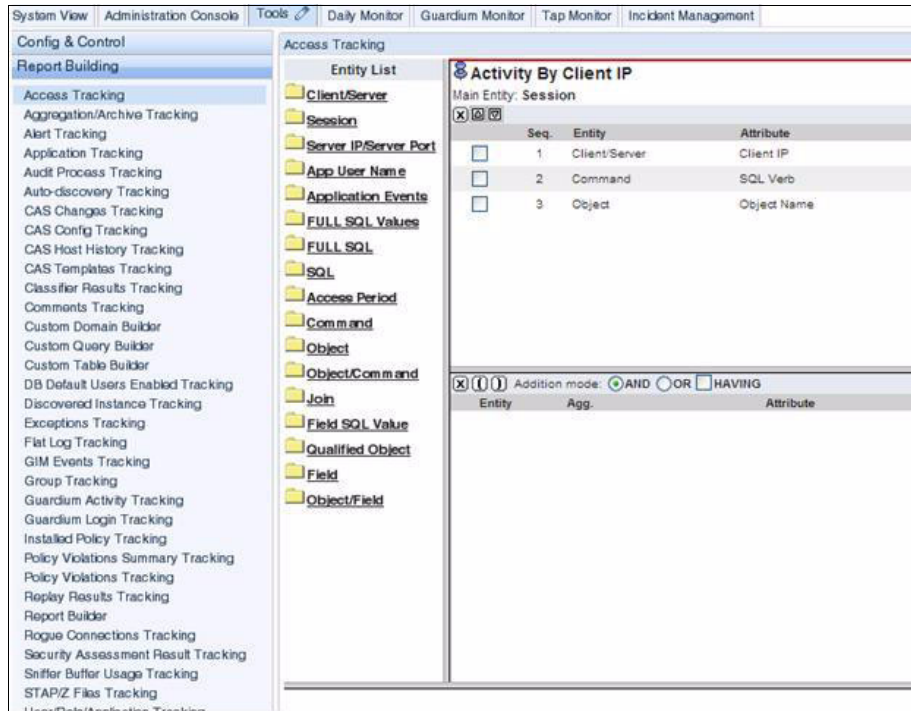 System View Administration Console Tools Daily Monitor Guardium Monitor Tap Monitor Incident Management
Config & Control
Report Building
Access Tracking
Aggregation/Archive Tracking
Alert Tracking
Application Tracking
Audit Process Tracking
Auto-discovery Tracking
CAS Changes Tracking
CAS Config Tracking
CAS Host History Tracking
CAS Templates Tracking
Classifier Results Tracking
Comments Tracking
Custom Domain Builder
Custom Query Builder
Custom Table Builder
DB Default Users Enabled Tracking
Discovered Instance Tracking
Exceptions Tracking
Flat Log Tracking
GIM Events Tracking
Group Tracking
Guardium Activity Tracking
Guardium Login Tracking
Installed Policy Tracking
Policy Violations Summary Tracking
Policy Violations Tracking
Replay Results Tracking
Report Builder
Rogue Connections Tracking
Security Assessment Result Tracking
Sniffer Buffer Usage Tracking
STAP/Z Files Tracking
Access Tracking
Entity List
Client/Server
Session
Server IP/Server Port
App User Name
Application Events
FULL SQL Values
FULL SQL
SQL
Access Period
Command
Object
Object/Command
Join
Field SQL Value
Qualified Object
Field
Object/Field
Activity By Client IP
Main Entity: Session
Seq. Entity Attribute
1 Client/Server Client IP
2 Command SQL Verb
3 Object Object Name
Addition mode: AND OR HAVING
Entity Agg. Attribute